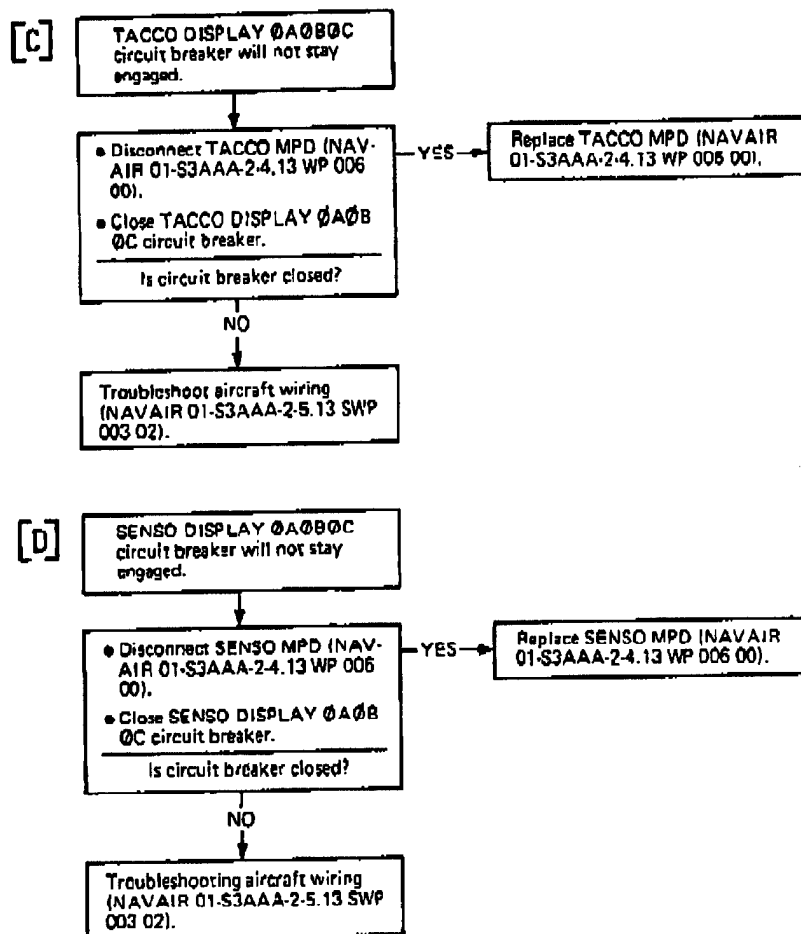 [C]
TACCO DISPLAY ØAØBØC
circuit breaker will not stay
engaged.
• Disconnect TACCO MPD (NAV-
AIR 01-S3AAA-2-4.13 WP 006
00).
• Close TACCO DISPLAY ØAØB
ØC circuit breaker.
Is circuit breaker closed?
YES
Replace TACCO MPD (NAVAIR
01-S3AAA-2-4.13 WP 006 00).
NO
Troubleshoot aircraft wiring
(NAVAIR 01-S3AAA-2-5.13 SWP
003 02).
[D]
SENSO DISPLAY ØAØBØC
circuit breaker will not stay
engaged.
• Disconnect SENSO MPD (NAV-
AIR 01-S3AAA-2-4.13 WP 006
00).
• Close SENSO DISPLAY ØAØB
ØC circuit breaker.
Is circuit breaker closed?
YES
Replace SENSO MPD (NAVAIR
01-S3AAA-2-4.13 WP 006 00).
NO
Troubleshooting aircraft wiring
(NAVAIR 01-S3AAA-2-5.13 SWP
003 02).